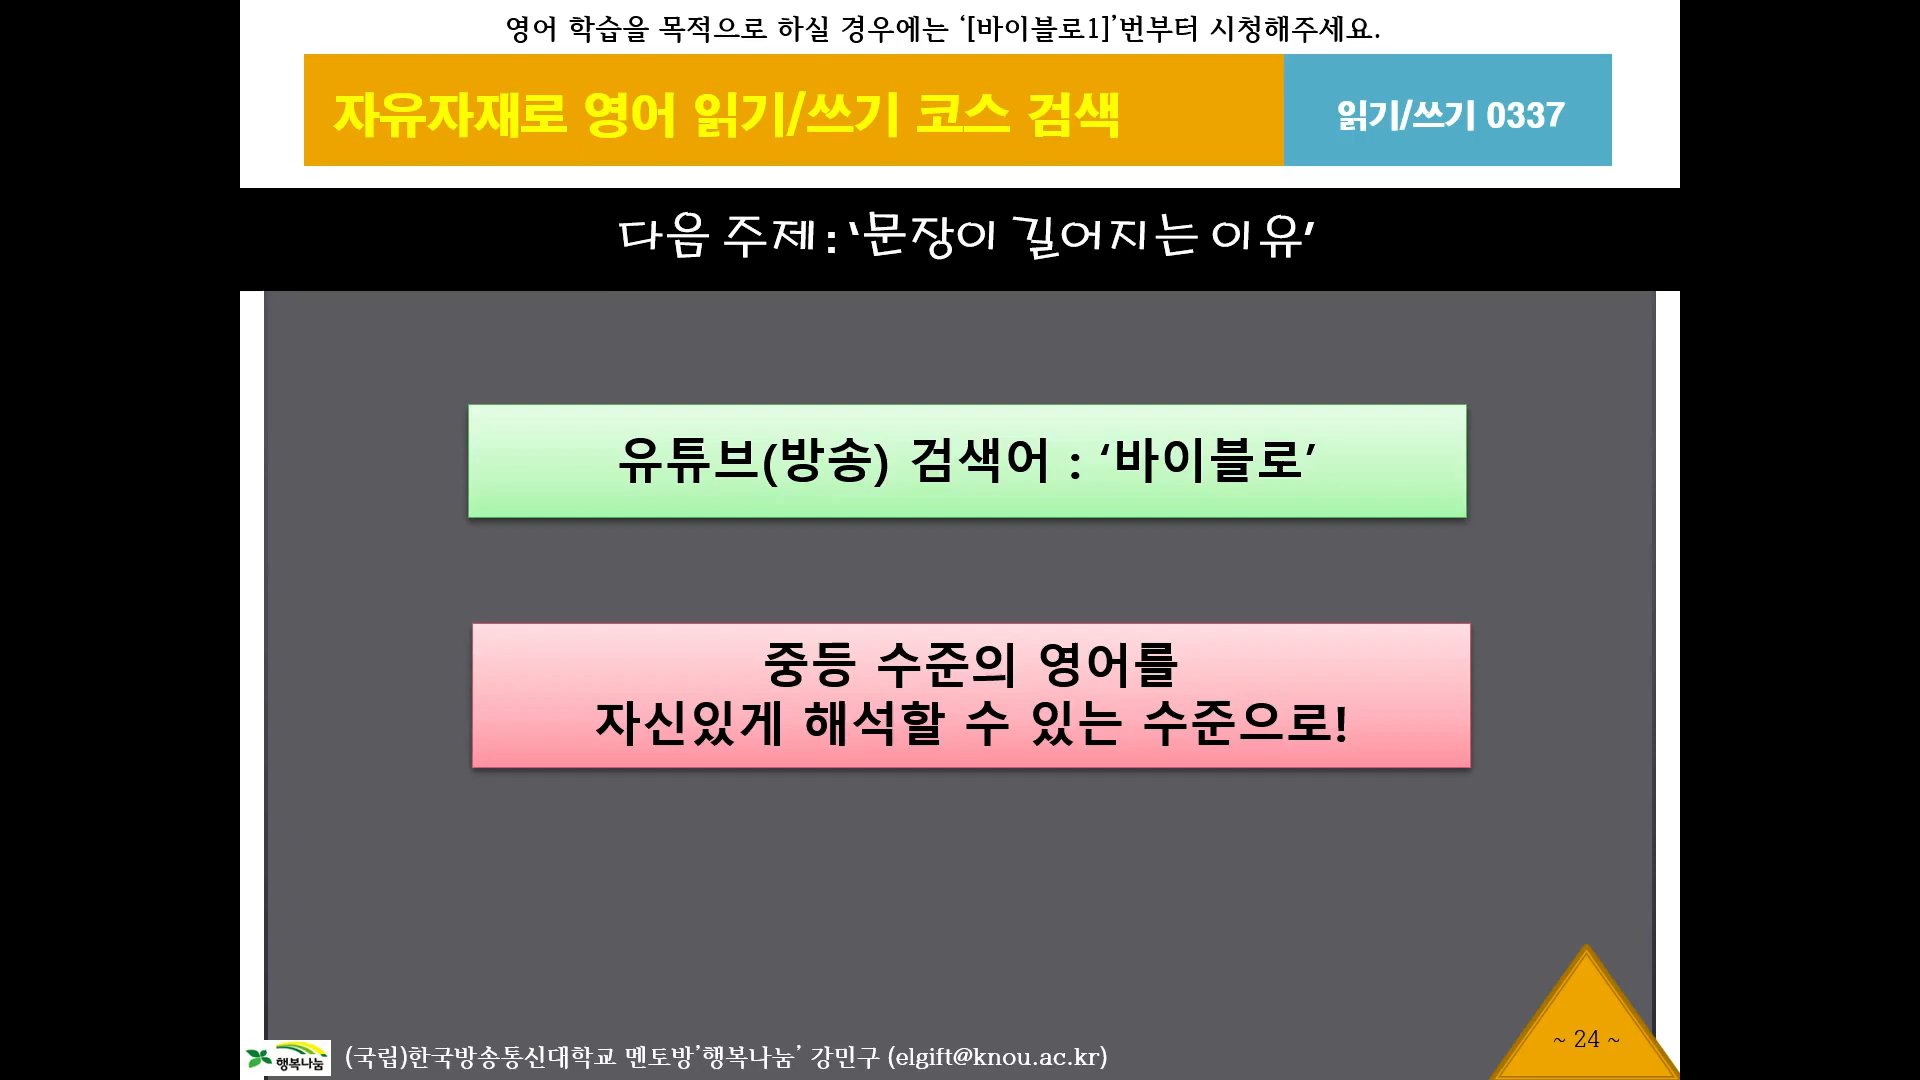 영어 학습을 목적으로 하실 경우에는 ‘[바이블로1]’번부터 시청해주세요.
자유자재로 영어 읽기/쓰기 코스 검색
읽기/쓰기 0337
다음 주제 : ‘문장이 길어지는 이유’
유튜브(방송) 검색어 : ‘바이블로’
중등 수준의 영어를
자신있게 해석할 수 있는 수준으로!
~ 24 ~
행복나눔
(국립)한국방송통신대학교 멘토방’행복나눔’ 강민구 (elgift@knou.ac.kr)